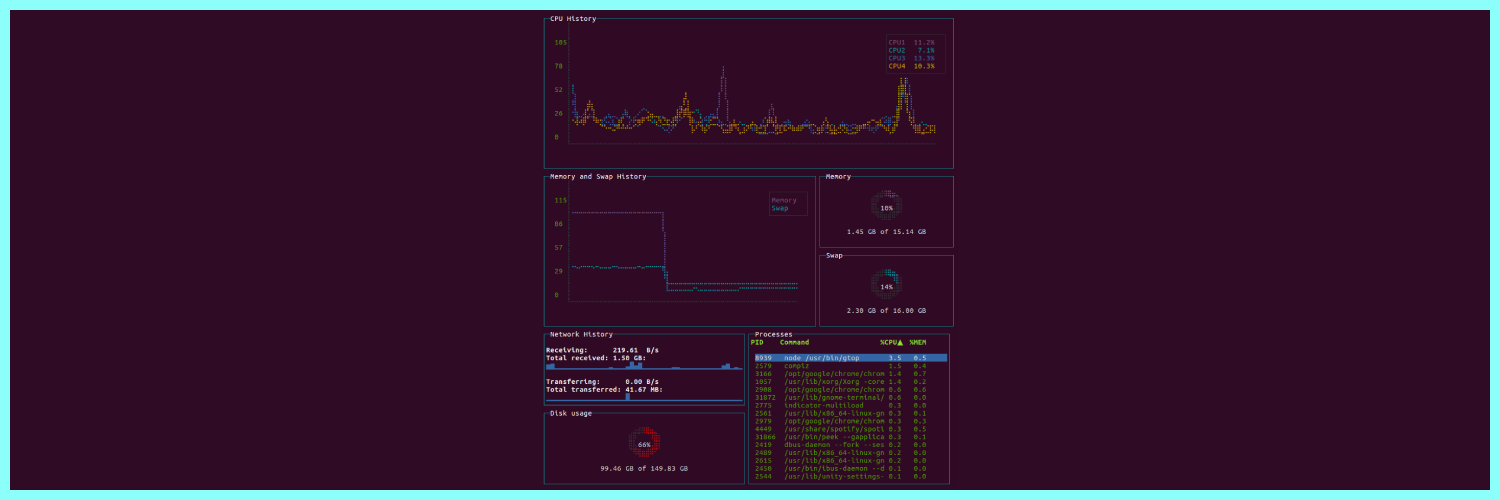 CPU History
105
78
52
26
0
CPU1 11.2%
CPU2 7.1%
CPU3 13.3%
CPU4 10.3%
Memory and Swap History
115
86
57
29
0
Memory
Swap
Memory
10%
1.45 GB of 15.14 GB
Swap
14%
2.30 GB of 16.00 GB
Network History
Receiving: 219.61 B/s
Total received: 1.50 GB:
Transferring: 0.00 B/s
Total transferred: 41.67 MB:
Disk usage
66%
99.46 GB of 149.83 GB
Processes
PID Command %CPU▲ %MEM
8939 node /usr/bin/gtop 3.5 0.5
2579 compiz 1.5 0.4
3166 /opt/google/chrome/chrom 1.4 0.7
1057 /usr/lib/xorg/Xorg -core 1.4 0.2
2908 /opt/google/chrome/chrom 0.6 0.6
31072 /usr/lib/gnome-terminal/ 0.6 0.0
2775 indicator-multiload 0.3 0.0
2561 /usr/lib/x86_64-linux-gn 0.3 0.1
2979 /opt/google/chrome/chrom 0.3 0.3
4449 /usr/share/spotify/spoti 0.3 0.5
31066 /usr/bin/peek --gapplica 0.3 0.1
2419 dbus-daemon --fork --ses 0.2 0.0
2489 /usr/lib/x86_64-linux-gn 0.2 0.0
2615 /usr/lib/x86_64-linux-gn 0.2 0.0
2450 /usr/bin/ibus-daemon --d 0.1 0.0
2544 /usr/lib/unity-settings- 0.1 0.0